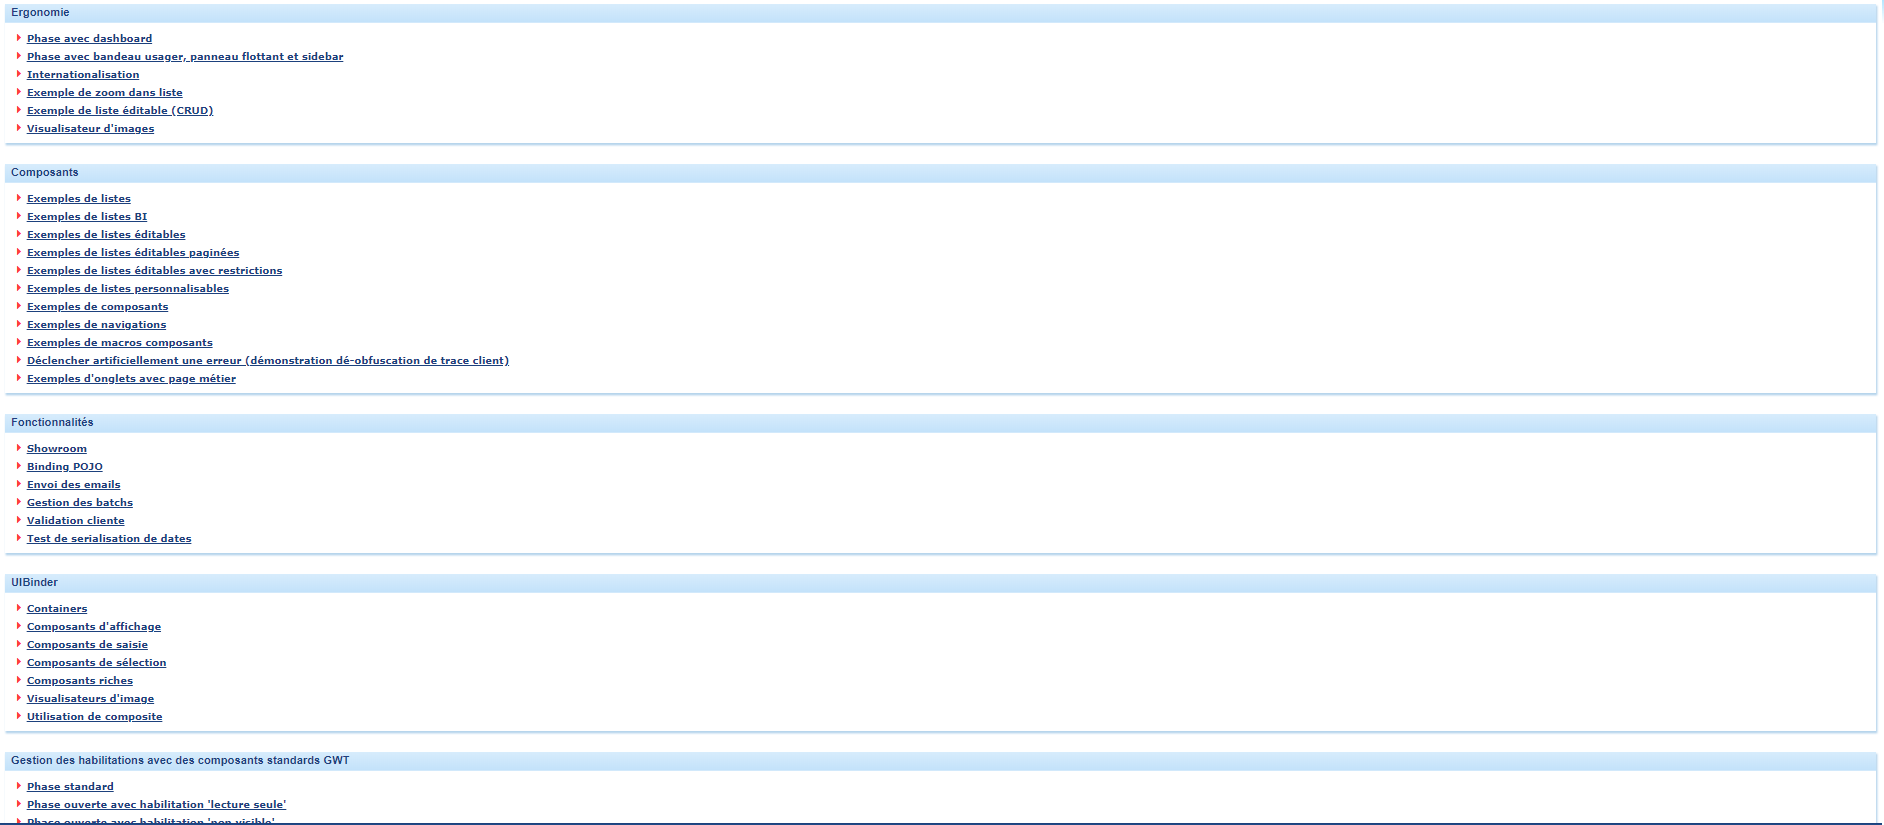 Ergonomie
Phase avec dashboard
Phase avec bandeau usager, panneau flottant et sidebar
Internationalisation
Exemple de zoom dans liste
Exemple de liste éditable (CRUD)
Visualisateur d'images
Composants
Exemples de listes
Exemples de listes BI
Exemples de listes éditables
Exemples de listes éditables paginées
Exemples de listes éditables avec restrictions
Exemples de listes personnalisables
Exemples de composants
Exemples de navigations
Exemples de macros composants
Déclencher artificiellement une erreur (démonstration dé-obfuscation de trace client)
Exemples d'onglets avec page métier
Fonctionnalités
Showroom
Binding POJO
Envoi des emails
Gestion des batchs
Validation cliente
Test de serialisation de dates
UIBinder
Containers
Composants d'affichage
Composants de saisie
Composants de sélection
Composants riches
Visualisateurs d'image
Utilisation de composite
Gestion des habilitations avec des composants standards GWT
Phase standard
Phase ouverte avec habilitation 'lecture seule'
Phase ouverte avec habilitation 'non visible'